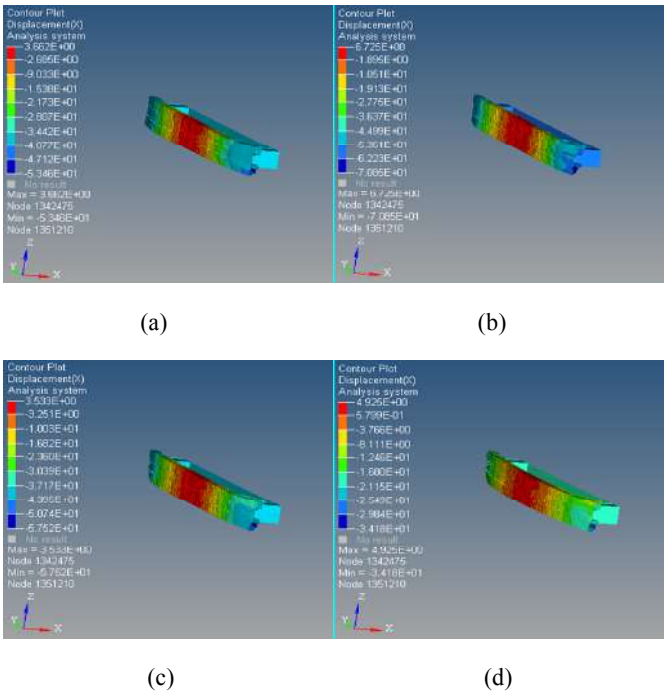 Contour Plot
Displacement(X)
Analysis system
3.662E+00
-2.685E+00
-9.033E+00
-1.538E+01
-2.173E+01
-2.807E+01
-3.442E+01
-4.077E+01
-4.712E+01
-5.346E+01
No result
Max = 3.662E+00
Node 1342475
Min = -5.346E+01
Node 1351210
Z
Y
X
(a)
Contour Plot
Displacement(X)
Analysis system
6.725E+00
-1.895E+00
-1.051E+01
-1.913E+01
-2.775E+01
-3.637E+01
-4.499E+01
-5.361E+01
-6.223E+01
-7.085E+01
No result
Max = 6.725E+00
Node 1342475
Min = -7.085E+01
Node 1351210
Z
Y
X
(b)
Contour Plot
Displacement(X)
Analysis system
3.533E+00
-3.251E+00
-1.003E+01
-1.682E+01
-2.360E+01
-3.039E+01
-3.717E+01
-4.395E+01
-5.074E+01
-5.752E+01
No result
Max = 3.533E+00
Node 1342475
Min = -5.752E+01
Node 1351210
Z
Y
X
(c)
Contour Plot
Displacement(X)
Analysis system
4.925E+00
5.799E-01
-3.766E+00
-8.111E+00
-1.246E+01
-1.680E+01
-2.115E+01
-2.549E+01
-2.984E+01
-3.418E+01
No result
Max = 4.925E+00
Node 1342475
Min = -3.418E+01
Node 1351210
Z
Y
X
(d)